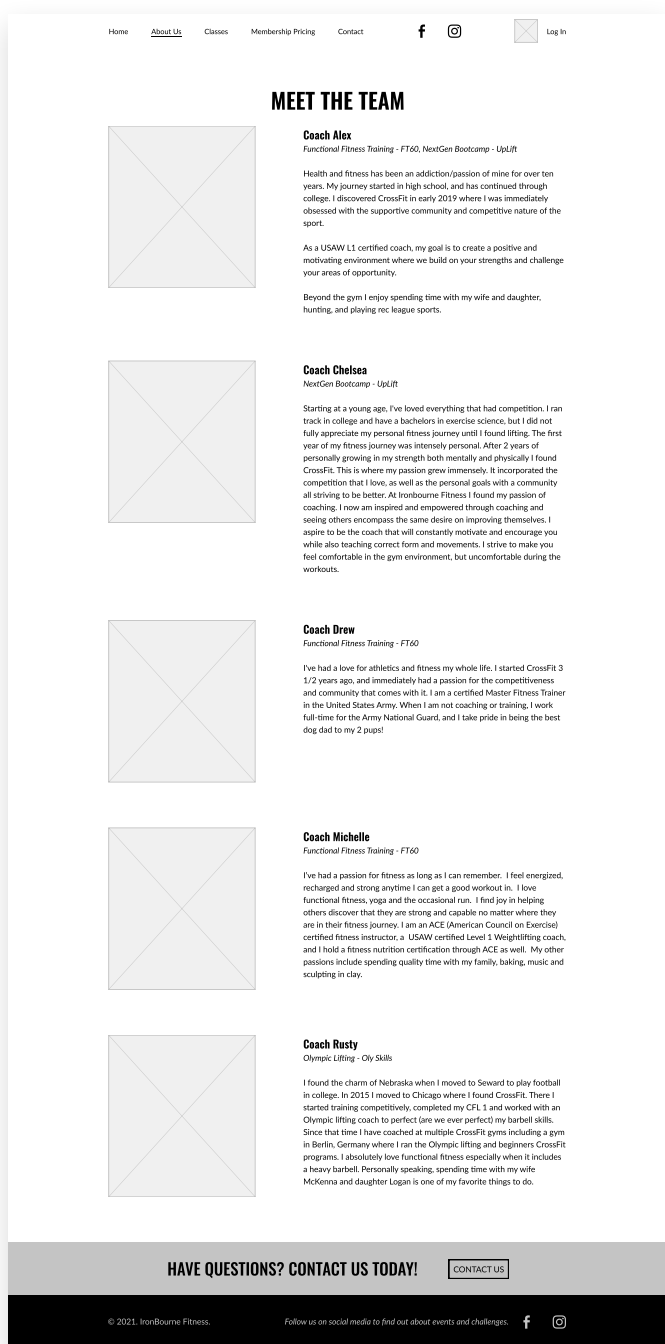 Home About Us Classes Membership Pricing Contact Log In
MEET THE TEAM
Coach Alex
Functional Fitness Training - FT60, NextGen Bootcamp - UpLift
Health and fitness has been an addiction/passion of mine for over ten
years. My journey started in high school, and has continued through
college. I discovered CrossFit in early 2019 where I was immediately
obsessed with the supportive community and competitive nature of the
sport.
As a USAW L1 certified coach, my goal is to create a positive and
motivating environment where we build on your strengths and challenge
your areas of opportunity.
Beyond the gym I enjoy spending time with my wife and daughter,
hunting, and playing rec league sports.
Coach Chelsea
NextGen Bootcamp - UpLift
Starting at a young age, I've loved everything that had competition. I ran
track in college and have a bachelors in exercise science, but I did not
fully appreciate my personal fitness journey until I found lifting. The first
year of my fitness journey was intensely personal. After 2 years of
personally growing in my strength both mentally and physically I found
CrossFit. This is where my passion grew immensely. It incorporated the
competition that I love, as well as the personal goals with a community
all striving to be better. At Ironbourne Fitness I found my passion of
coaching. I now am inspired and empowered through coaching and
seeing others encompass the same desire on improving themselves. I
aspire to be the coach that will constantly motivate and encourage you
while also teaching correct form and movements. I strive to make you
feel comfortable in the gym environment, but uncomfortable during the
workouts.
Coach Drew
Functional Fitness Training - FT60
I've had a love for athletics and fitness my whole life. I started CrossFit 3
1/2 years ago, and immediately had a passion for the competitiveness
and community that comes with it. I am a certified Master Fitness Trainer
in the United States Army. When I am not coaching or training, I work
full-time for the Army National Guard, and I take pride in being the best
dog dad to my 2 pups!
Coach Michelle
Functional Fitness Training - FT60
I've had a passion for fitness as long as I can remember.  I feel energized,
recharged and strong anytime I can get a good workout in.  I love
functional fitness, yoga and the occasional run.  I find joy in helping
others discover that they are strong and capable no matter where they
are in their fitness journey. I am an ACE (American Council on Exercise)
certified fitness instructor, a  USAW certified Level 1 Weightlifting coach,
and I hold a fitness nutrition certification through ACE as well.  My other
passions include spending quality time with my family, baking, music and
sculpting in clay.
Coach Rusty
Olympic Lifting - Oly Skills
I found the charm of Nebraska when I moved to Seward to play football
in college. In 2015 I moved to Chicago where I found CrossFit. There I
started training competitively, completed my CFL 1 and worked with an
Olympic lifting coach to perfect (are we ever perfect) my barbell skills.
Since that time I have coached at multiple CrossFit gyms including a gym
in Berlin, Germany where I ran the Olympic lifting and beginners CrossFit
programs. I absolutely love functional fitness especially when it includes
a heavy barbell. Personally speaking, spending time with my wife
McKenna and daughter Logan is one of my favorite things to do.
HAVE QUESTIONS? CONTACT US TODAY! CONTACT US
© 2021. IronBourne Fitness. Follow us on social media to find out about events and challenges.